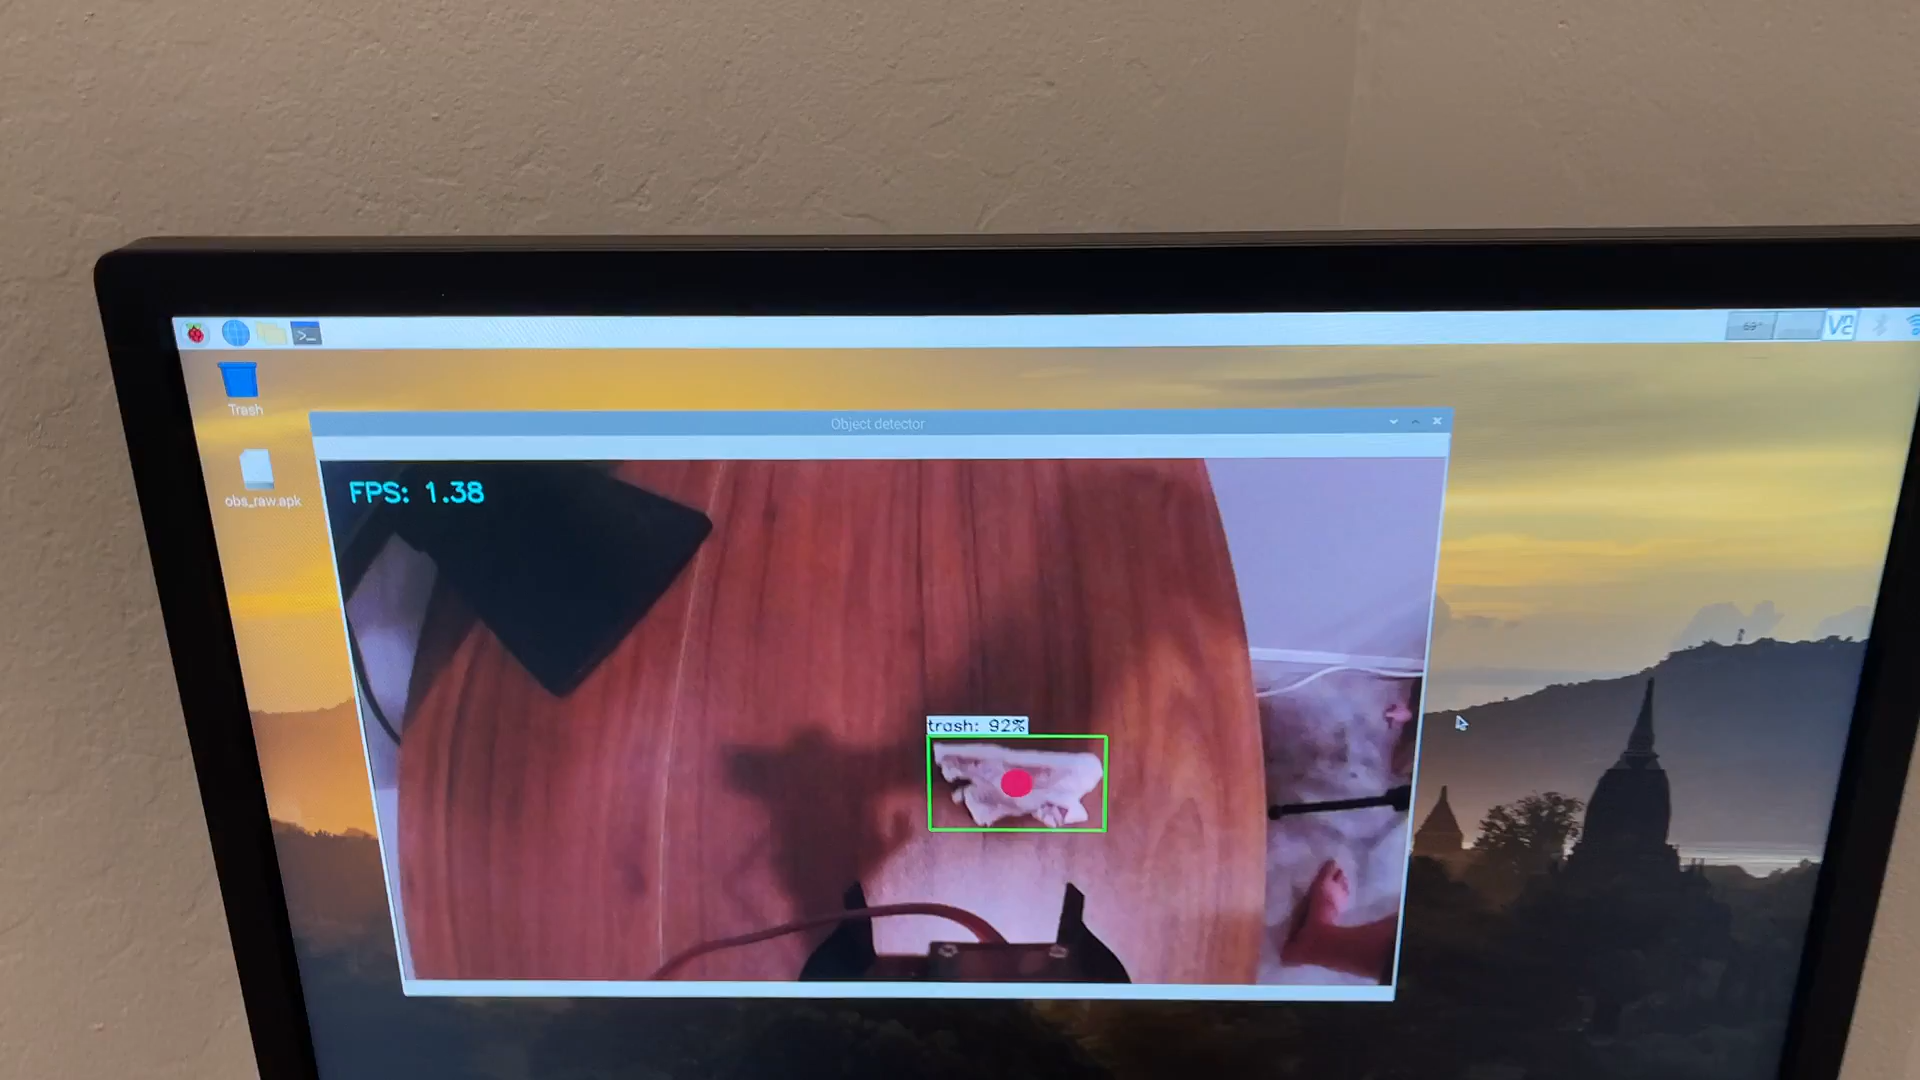 Trash
obs_raw.apk
Object detector
FPS: 1.38
trash: 92%